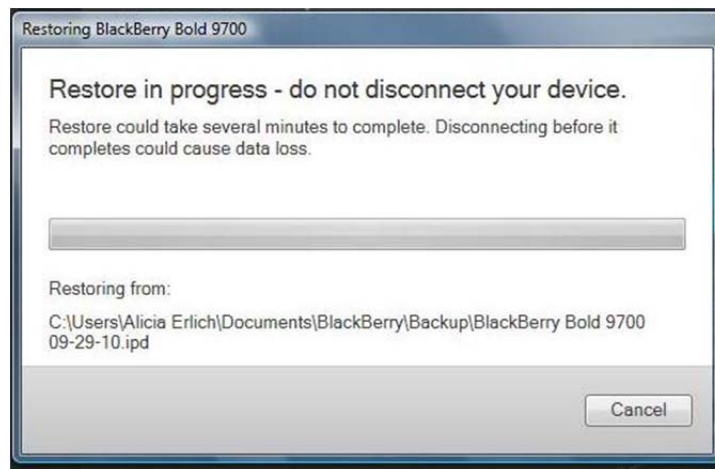 Restoring BlackBerry Bold 9700
Restore in progress - do not disconnect your device.
Restore could take several minutes to complete. Disconnecting before it
completes could cause data loss.
Restoring from:
C:\Users\Alicia Erlich\Documents\BlackBerry\Backup\BlackBerry Bold 9700
09-29-10.ipd
Cancel